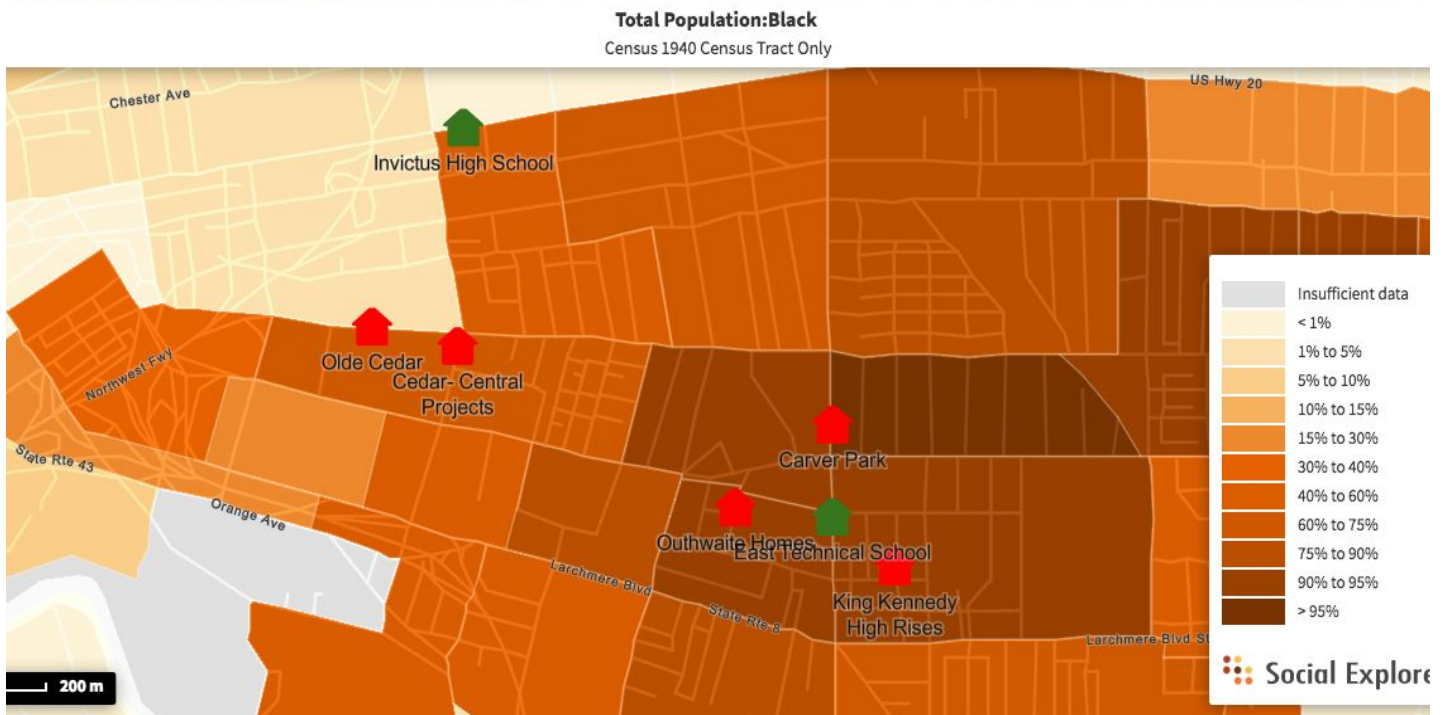 Total Population:Black
Census 1940 Census Tract Only
Chester Ave
US Hwy 20
Invictus High School
Olde Cedar
Cedar- Central
Projects
Northwest Fwy
State Rte 43
Orange Ave
Carver Park
Outhwaite Homes
East Technical School
King Kennedy
High Rises
Larchmere Blvd
State Rte 8
Larchmere Blvd St
Insufficient data
< 1%
1% to 5%
5% to 10%
10% to 15%
15% to 30%
30% to 40%
40% to 60%
60% to 75%
75% to 90%
90% to 95%
> 95%
Social Explore
200 m